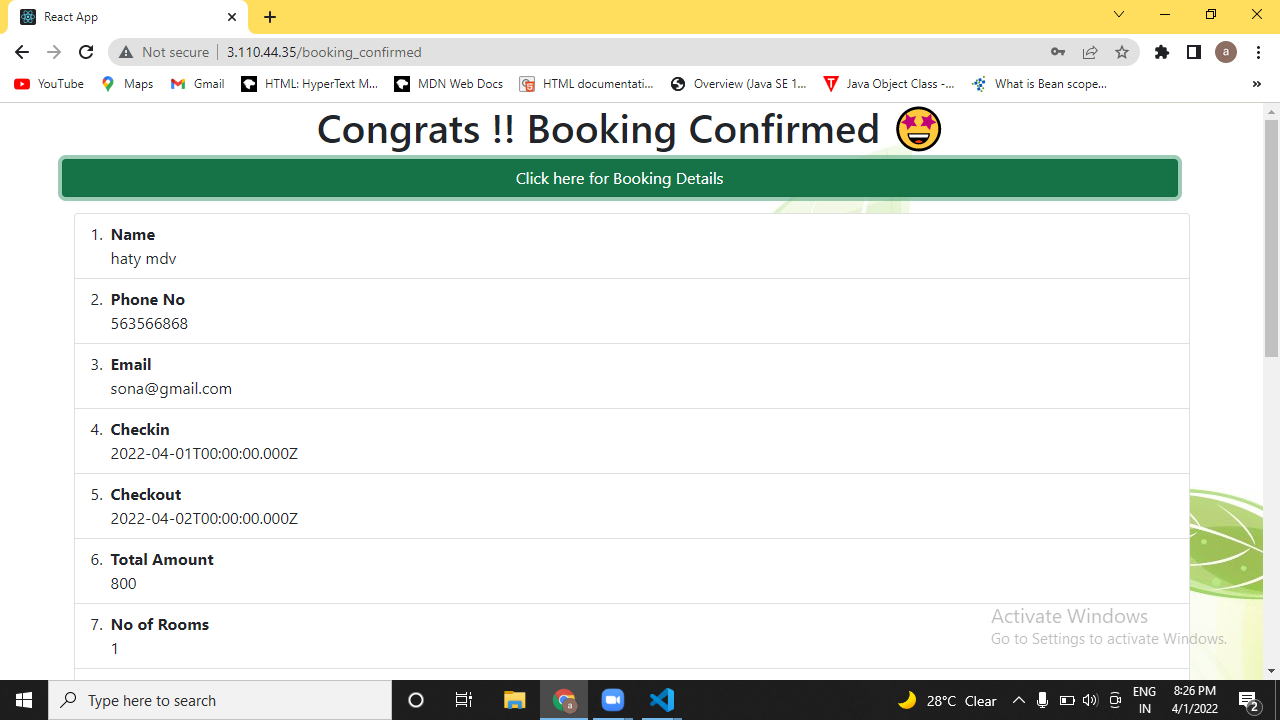 React App
Not secure
3.110.44.35/booking_confirmed
a
YouTube
Maps
Gmail
HTML: HyperText M...
MDN Web Docs
HTML documentati...
Overview (Java SE 1...
Java Object Class -...
What is Bean scope...
»
Congrats !! Booking Confirmed 🤩
Click here for Booking Details
1. Name
haty mdv
2. Phone No
563566868
3. Email
sona@gmail.com
4. Checkin
2022-04-01T00:00:00.000Z
5. Checkout
2022-04-02T00:00:00.000Z
6. Total Amount
800
7. No of Rooms
1
Activate Windows
Go to Settings to activate Windows.
Type here to search
a
28°C Clear
ENG
IN
8:26 PM
4/1/2022
2